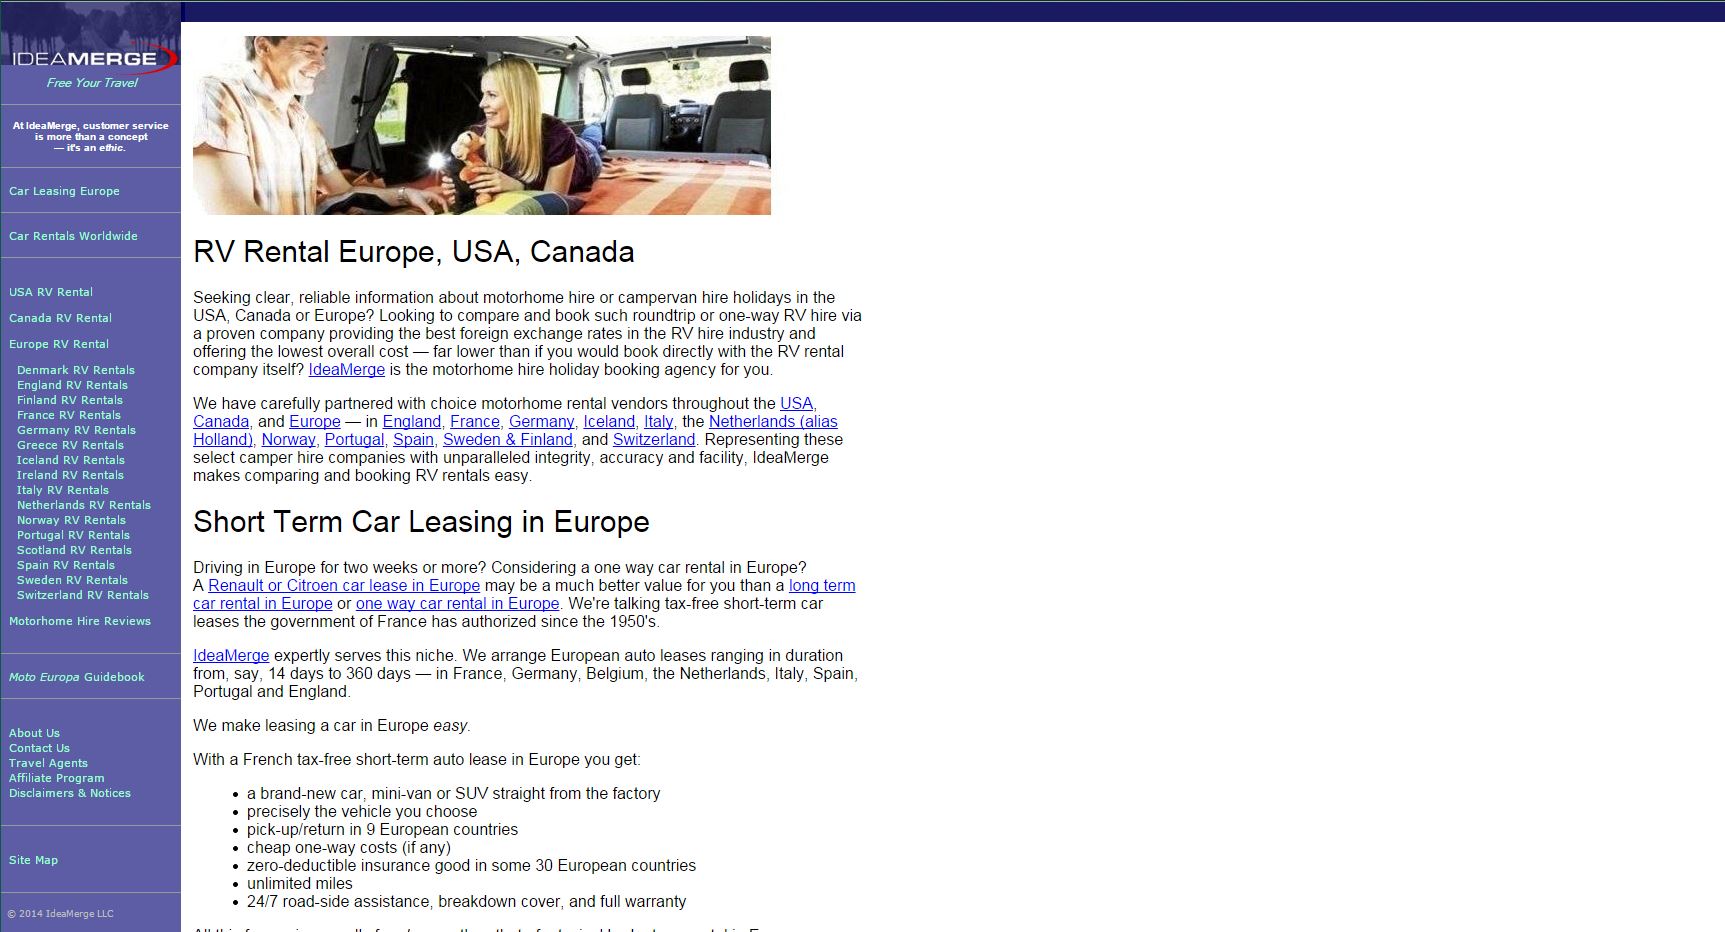 IDEAMERGE
Free Your Travel
At IdeaMerge, customer service
is more than a concept
— it's an ethic.
Car Leasing Europe
Car Rentals Worldwide
USA RV Rental
Canada RV Rental
Europe RV Rental
Denmark RV Rentals
England RV Rentals
Finland RV Rentals
France RV Rentals
Germany RV Rentals
Greece RV Rentals
Iceland RV Rentals
Ireland RV Rentals
Italy RV Rentals
Netherlands RV Rentals
Norway RV Rentals
Portugal RV Rentals
Scotland RV Rentals
Spain RV Rentals
Sweden RV Rentals
Switzerland RV Rentals
Motorhome Hire Reviews
Moto Europa Guidebook
About Us
Contact Us
Travel Agents
Affiliate Program
Disclaimers & Notices
Site Map
© 2014 IdeaMerge LLC
RV Rental Europe, USA, Canada
Seeking clear, reliable information about motorhome hire or campervan hire holidays in the
USA, Canada or Europe? Looking to compare and book such roundtrip or one-way RV hire via
a proven company providing the best foreign exchange rates in the RV hire industry and
offering the lowest overall cost — far lower than if you would book directly with the RV rental
company itself? IdeaMerge is the motorhome hire holiday booking agency for you.
We have carefully partnered with choice motorhome rental vendors throughout the USA,
Canada, and Europe — in England, France, Germany, Iceland, Italy, the Netherlands (alias
Holland), Norway, Portugal, Spain, Sweden & Finland, and Switzerland. Representing these
select camper hire companies with unparalleled integrity, accuracy and facility, IdeaMerge
makes comparing and booking RV rentals easy.
Short Term Car Leasing in Europe
Driving in Europe for two weeks or more? Considering a one way car rental in Europe?
A Renault or Citroen car lease in Europe may be a much better value for you than a long term
car rental in Europe or one way car rental in Europe. We're talking tax-free short-term car
leases the government of France has authorized since the 1950's.
IdeaMerge expertly serves this niche. We arrange European auto leases ranging in duration
from, say, 14 days to 360 days — in France, Germany, Belgium, the Netherlands, Italy, Spain,
Portugal and England.
We make leasing a car in Europe easy.
With a French tax-free short-term auto lease in Europe you get:
• a brand-new car, mini-van or SUV straight from the factory
• precisely the vehicle you choose
• pick-up/return in 9 European countries
• cheap one-way costs (if any)
• zero-deductible insurance good in some 30 European countries
• unlimited miles
• 24/7 road-side assistance, breakdown cover, and full warranty